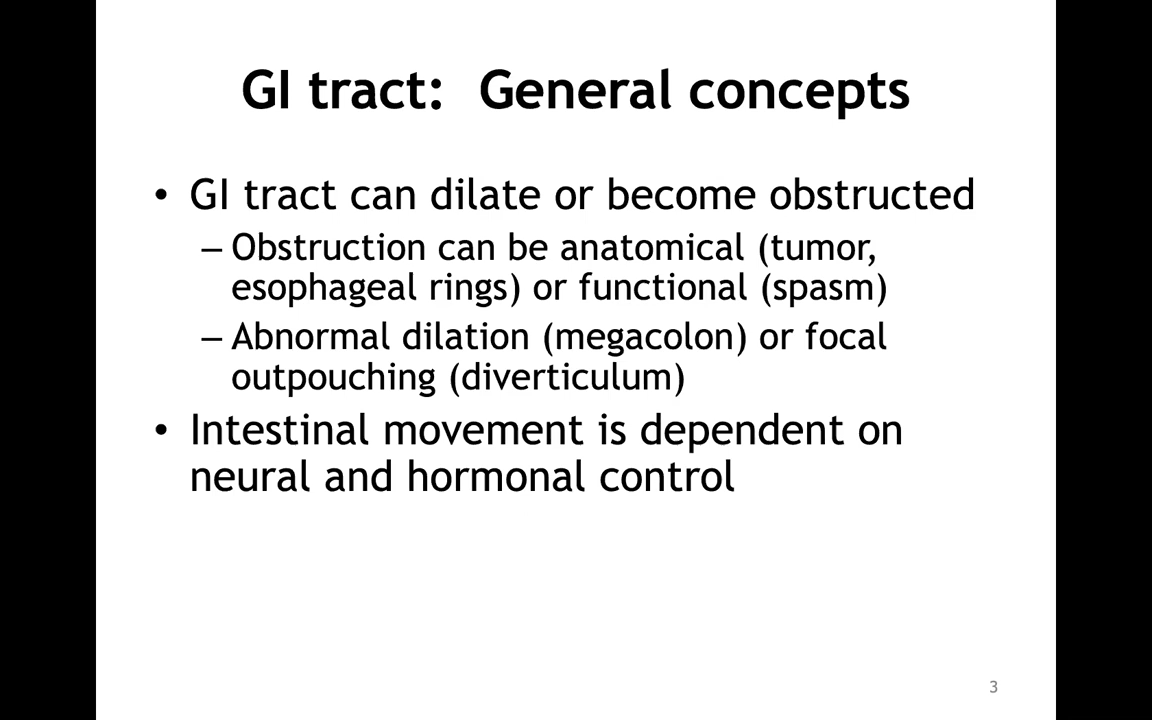 GI tract:  General concepts
• GI tract can dilate or become obstructed
– Obstruction can be anatomical (tumor,
esophageal rings) or functional (spasm)
– Abnormal dilation (megacolon) or focal
outpouching (diverticulum)
• Intestinal movement is dependent on
neural and hormonal control
3